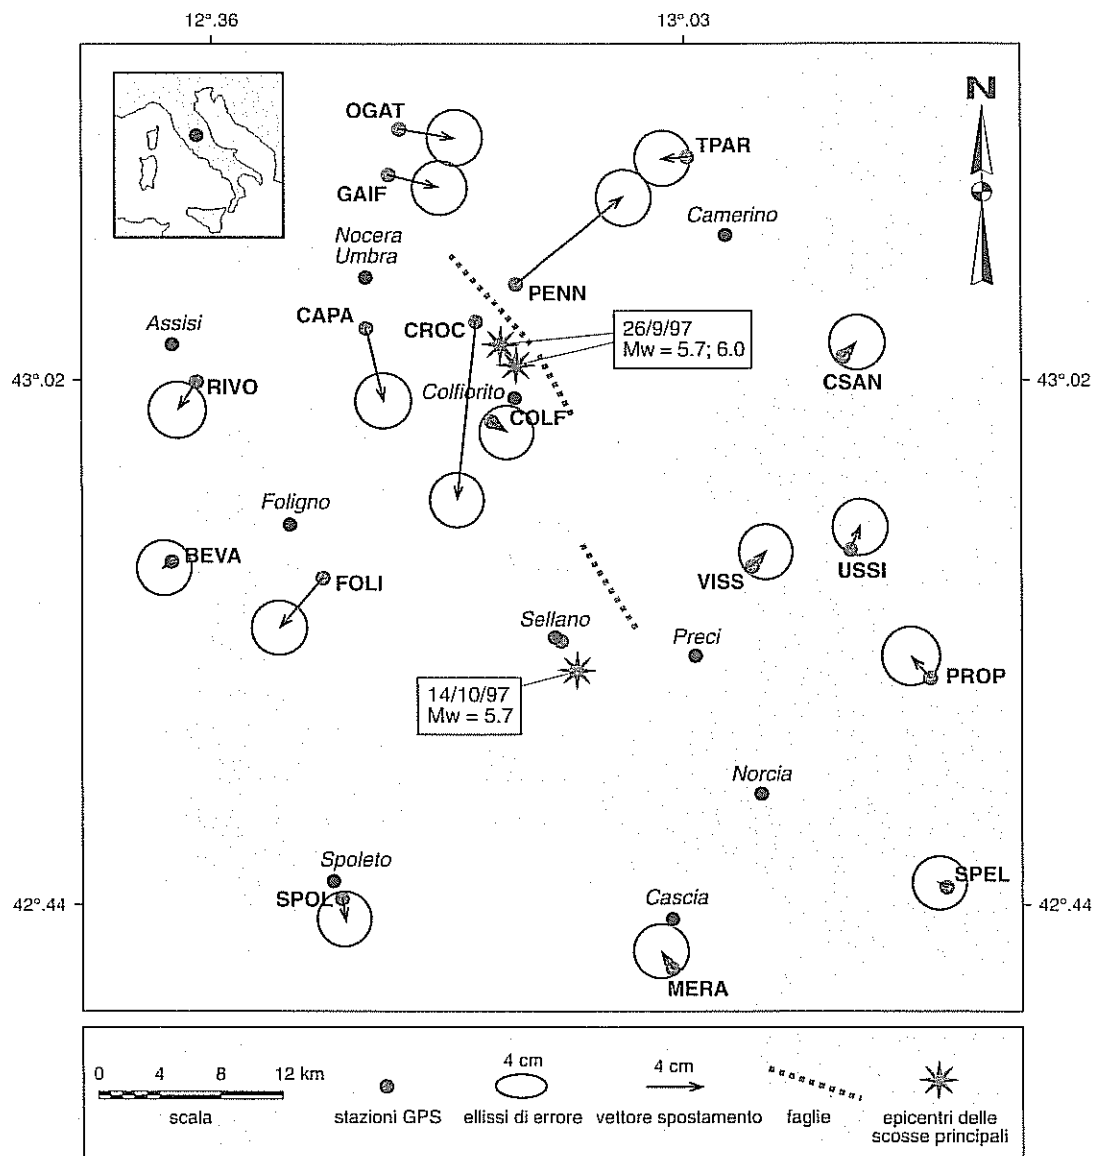 12°.36
13°.03
N
OGAT
TPAR
GAIF
Camerino
Nocera
Umbra
PENN
CAPA
CROC
26/9/97
Mw = 5.7; 6.0
Assisi
CSAN
43°.02
RIVO
43°.02
Colfiorito
COLF
Foligno
BEVA
FOLI
VISS
USSI
Sellano
Preci
PROP
14/10/97
Mw = 5.7
Norcia
Spoleto
SPEL
SPOL
42°.44
Cascia
42°.44
MERA
0 4 8 12 km
scala
stazioni GPS
4 cm
ellissi di errore
4 cm
vettore spostamento
faglie
epicentri delle
scosse principali